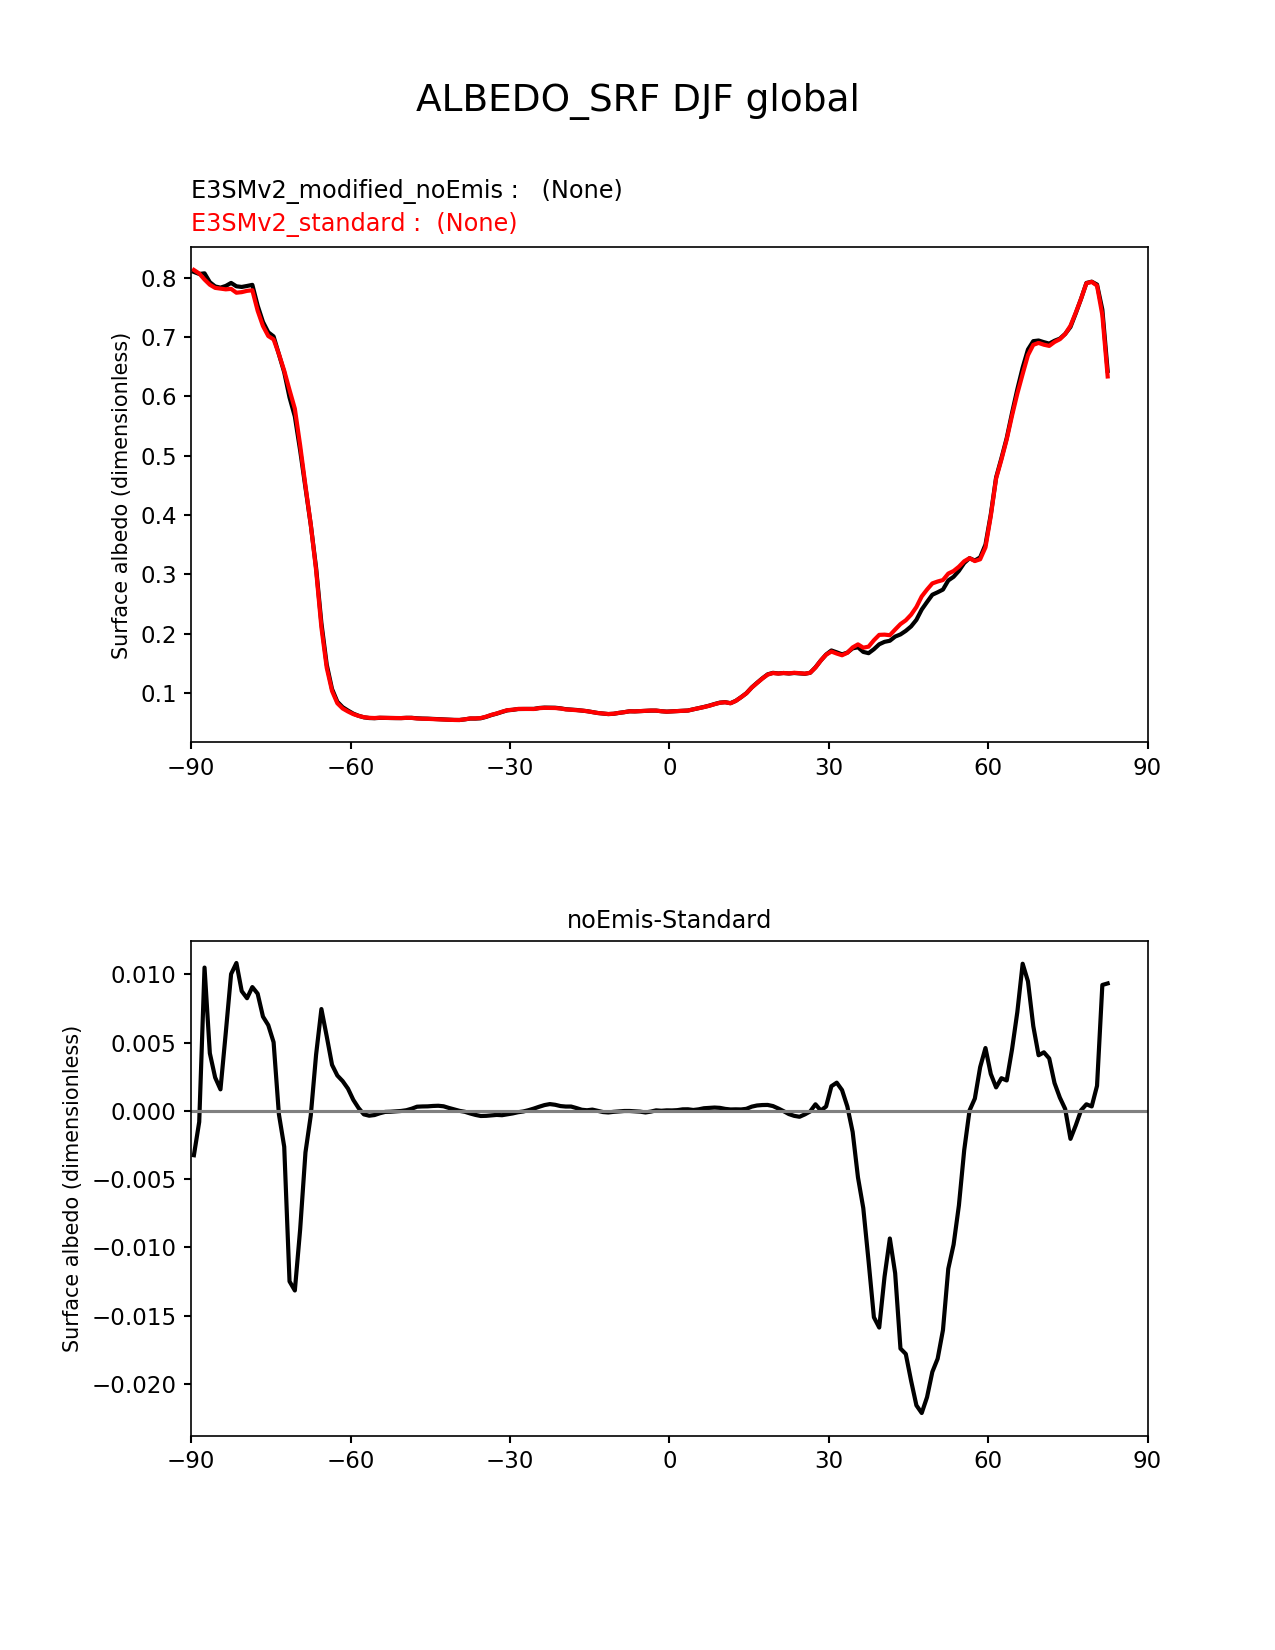 ALBEDO_SRF DJF global
E3SMv2_modified_noEmis :   (None)
E3SMv2_standard :  (None)
Surface albedo (dimensionless)
0.8
0.7
0.6
0.5
0.4
0.3
0.2
0.1
−90 −60 −30 0 30 60 90
noEmis-Standard
Surface albedo (dimensionless)
0.010
0.005
0.000
−0.005
−0.010
−0.015
−0.020
−90 −60 −30 0 30 60 90